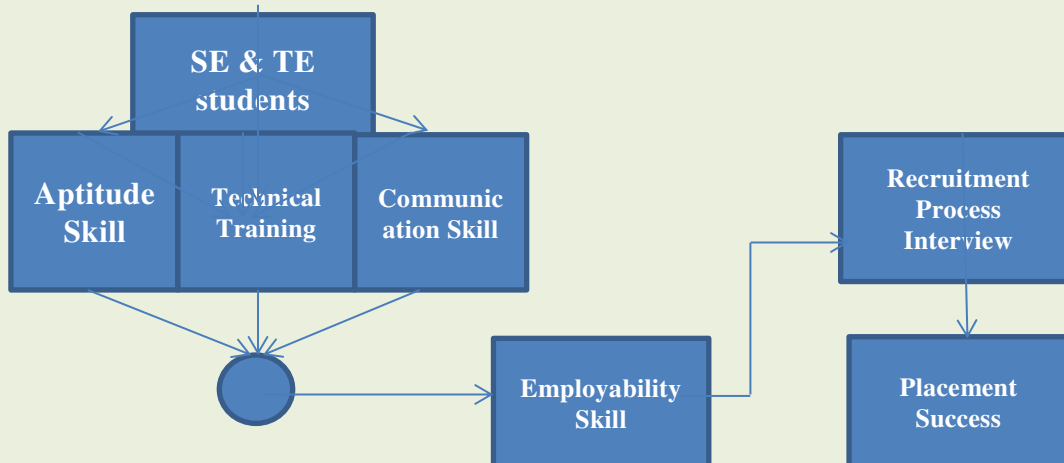 SE & TE
students
Aptitude
Skill
Technical
Training
Communic
ation Skill
Employability
Skill
Recruitment
Process
Interview
Placement
Success